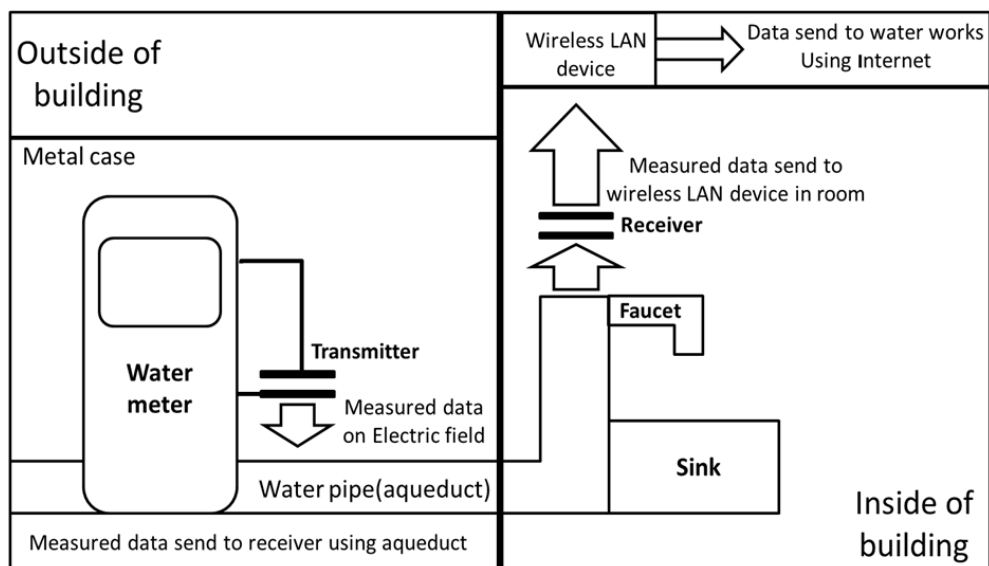 Outside of
building
Metal case
Water
meter
Transmitter
Measured data
on Electric field
Water pipe(aqueduct)
Measured data send to receiver using aqueduct
Wireless LAN
device
Data send to water works
Using Internet
Measured data send to
wireless LAN device in room
Receiver
Faucet
Sink
Inside of
building